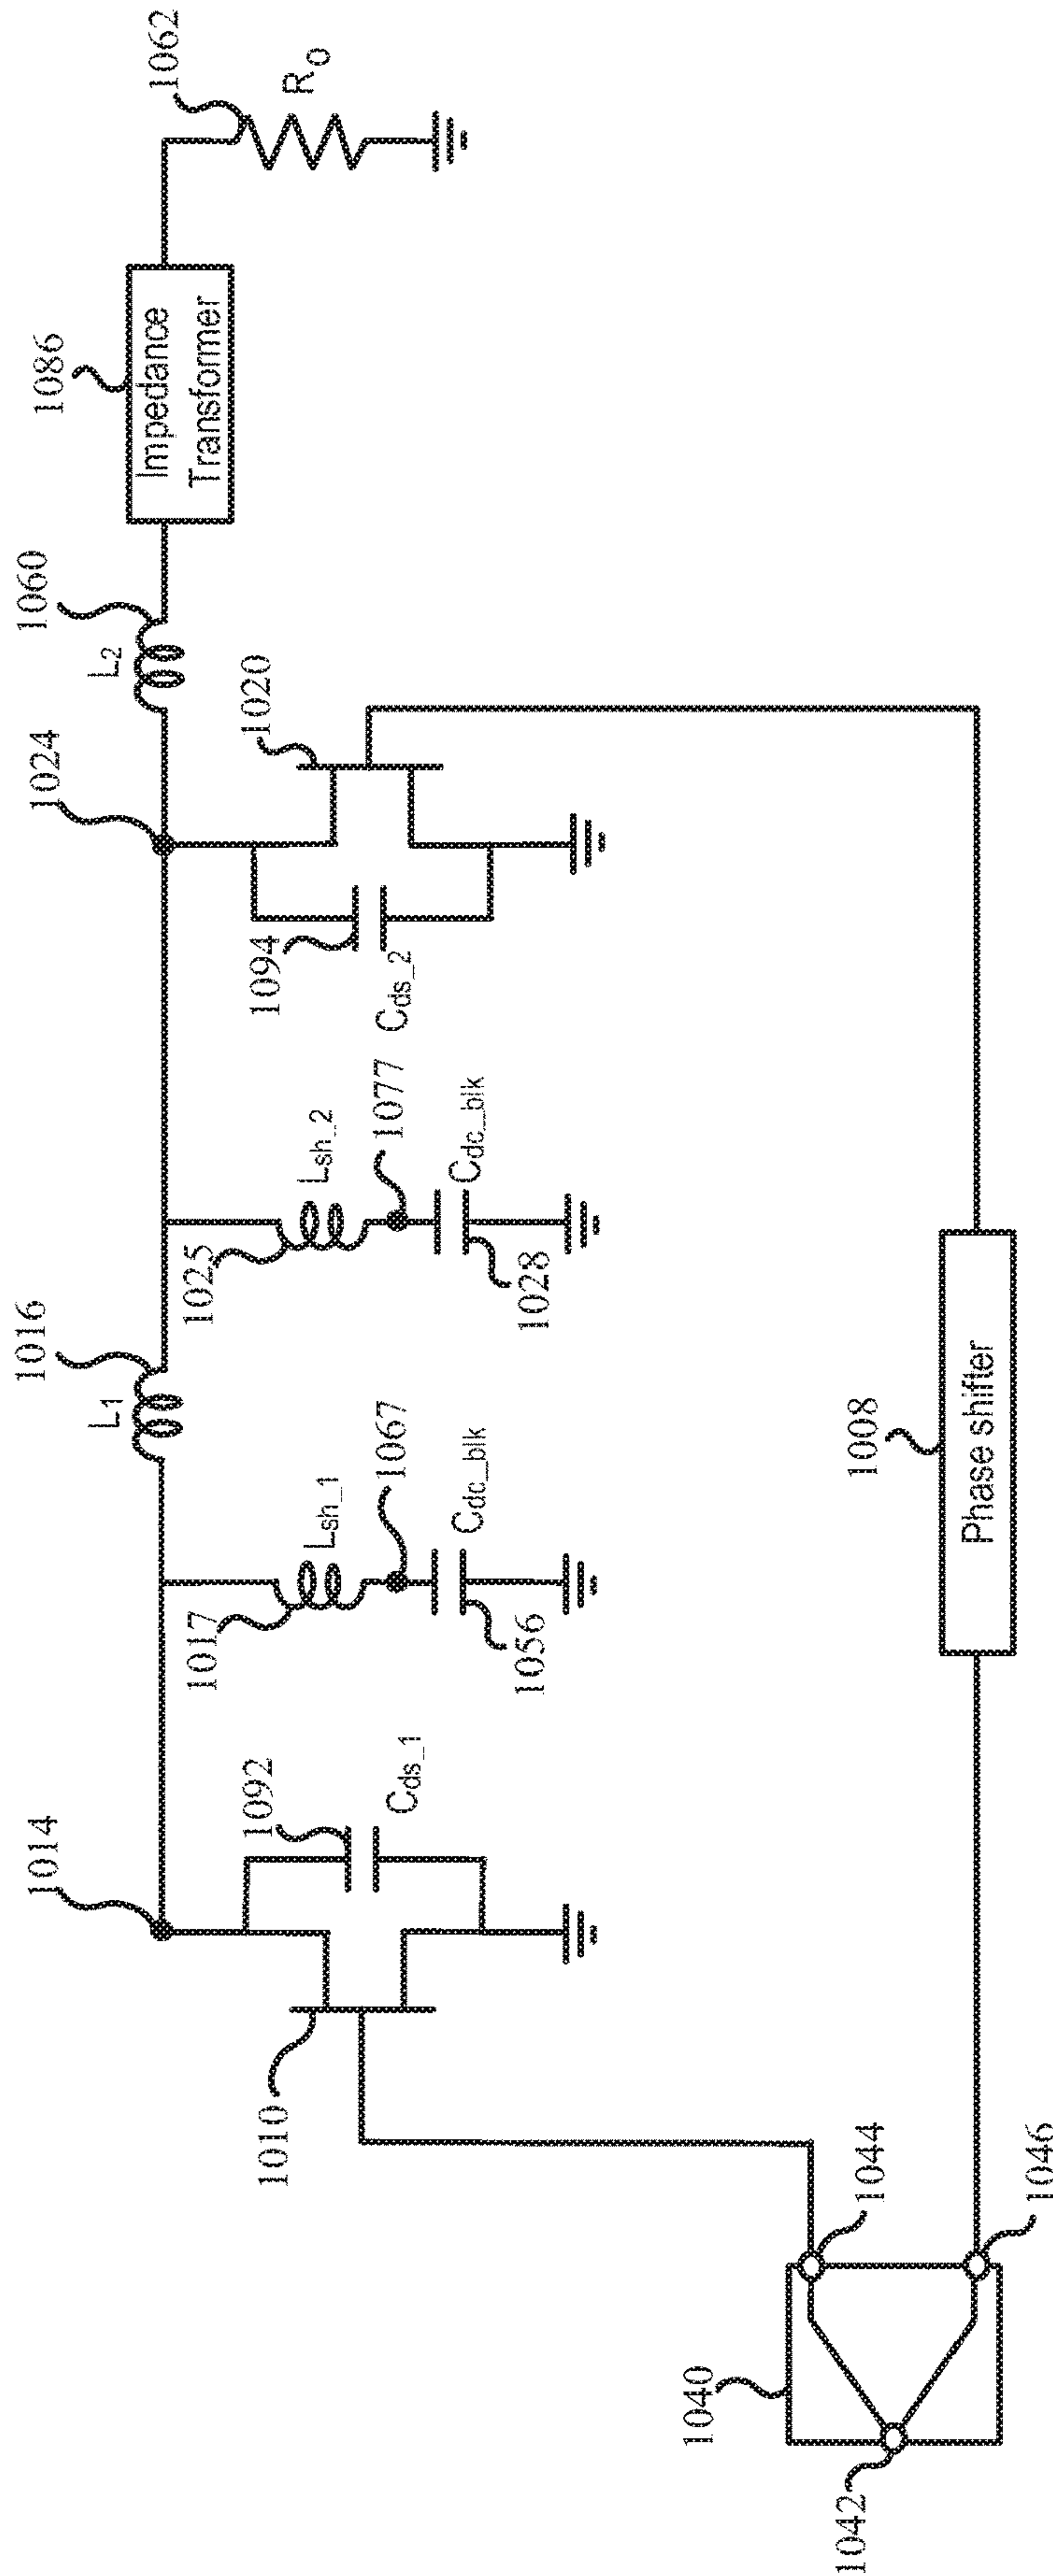 1014
1016
1024
1060
1086
1062
L1
L2
Impedance
Transformer
Ro
1010
1092
Cds_1
1017
Lsh_1
1067
Cdc_blk
1056
1025
Lsh_2
1077
Cdc_blk
1028
1094
Cds_2
1020
1040
1042
1044
1046
1008
Phase shifter